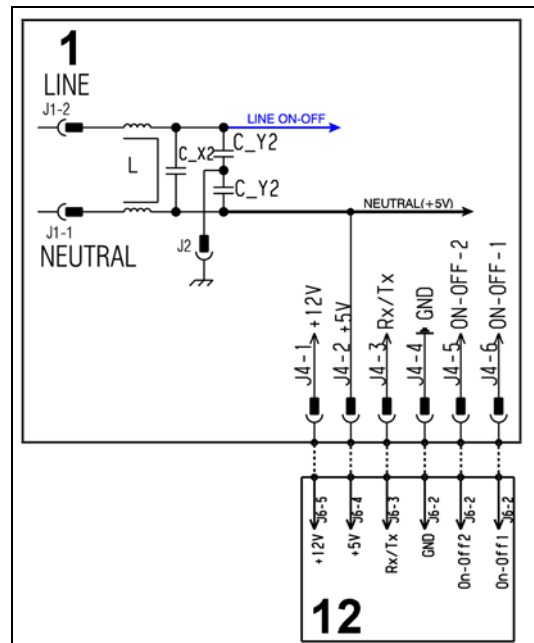 1
LINE
J1-2
LINE ON-OFF
C_Y2
C_X2
L
C_Y2
NEUTRAL(+5V)
J1-1
NEUTRAL
J2
J4-1 +12V
J4-2 +5V
J4-3 Rx/Tx
J4-4 GND
J4-5 ON-OFF-2
J4-6 ON-OFF-1
J6-5
J6-4
J6-3
J6-2
J6-2
J6-2
+12V
+5V
Rx/Tx
GND
On-Off2
On-Off1
12